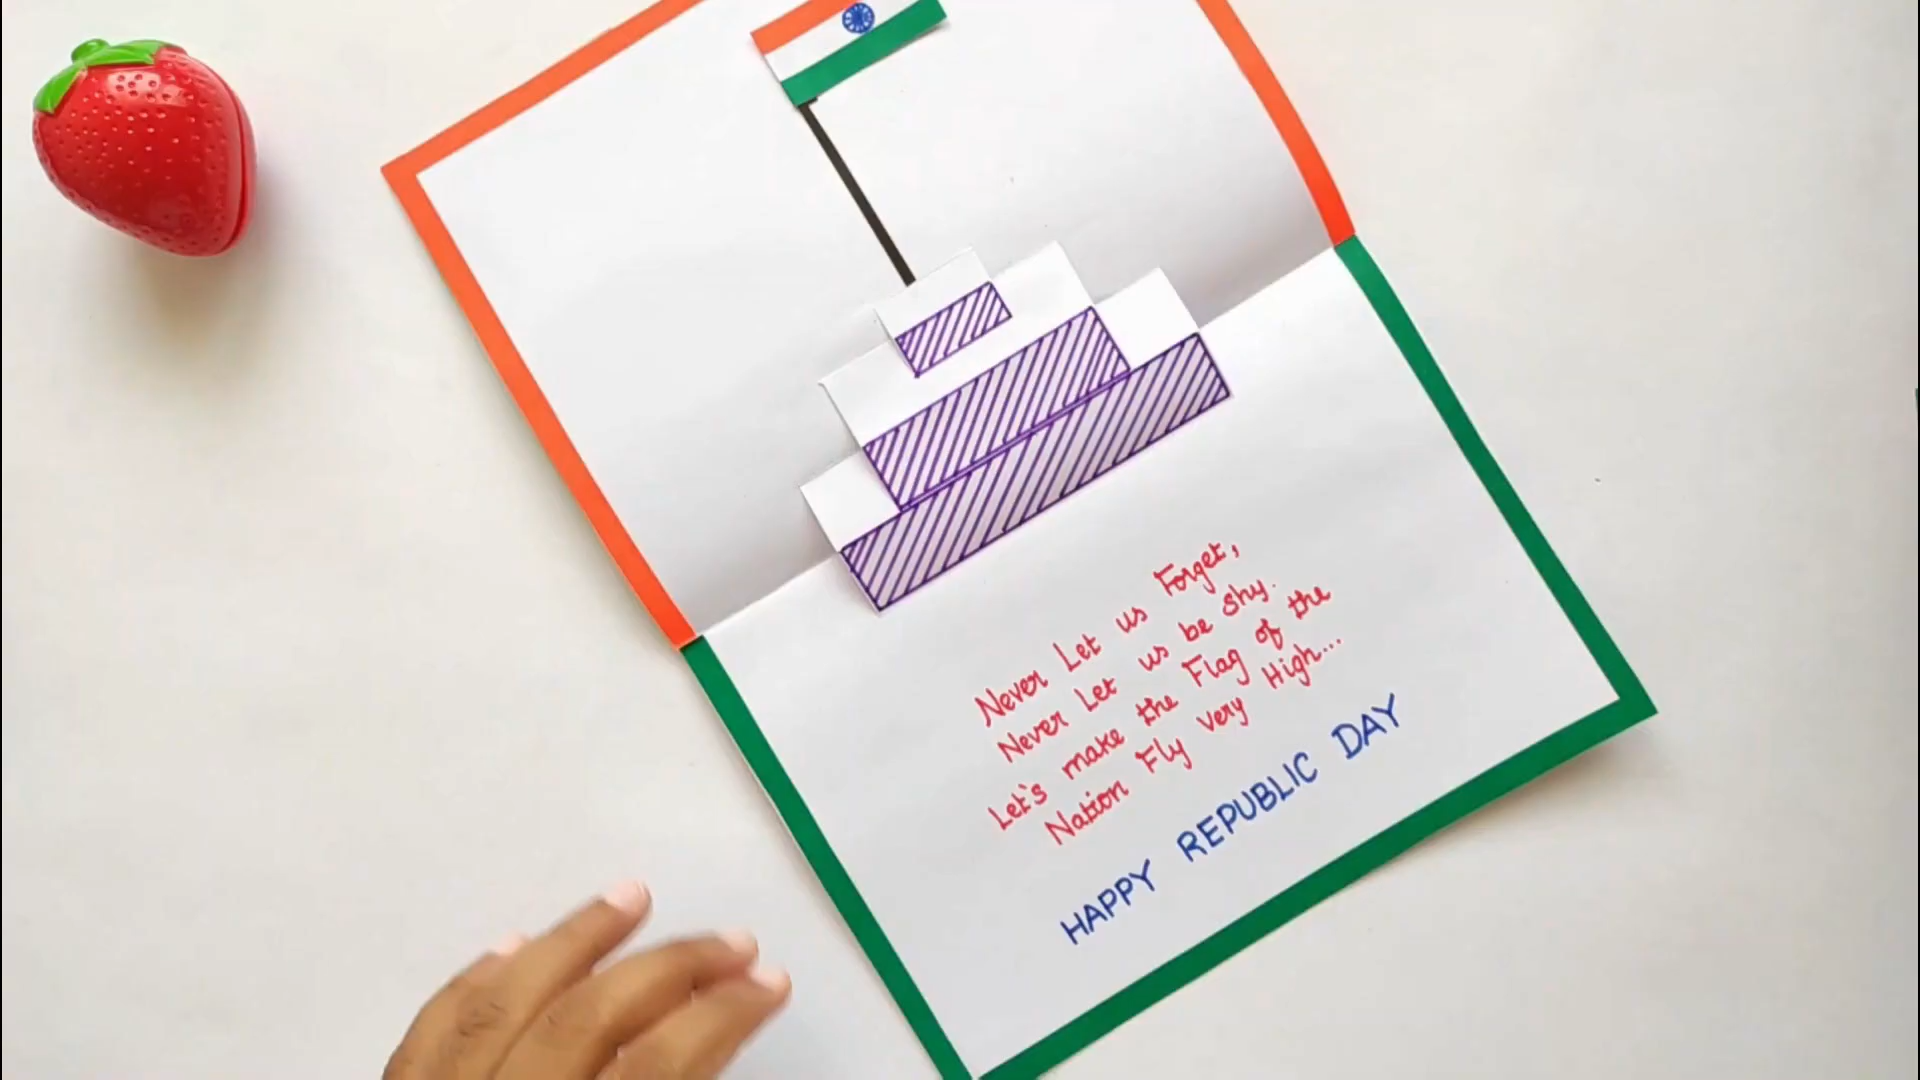 Never Let us Forget,
Never Let us be shy.
Let's make the Flag of the
Nation Fly very High...
HAPPY REPUBLIC DAY